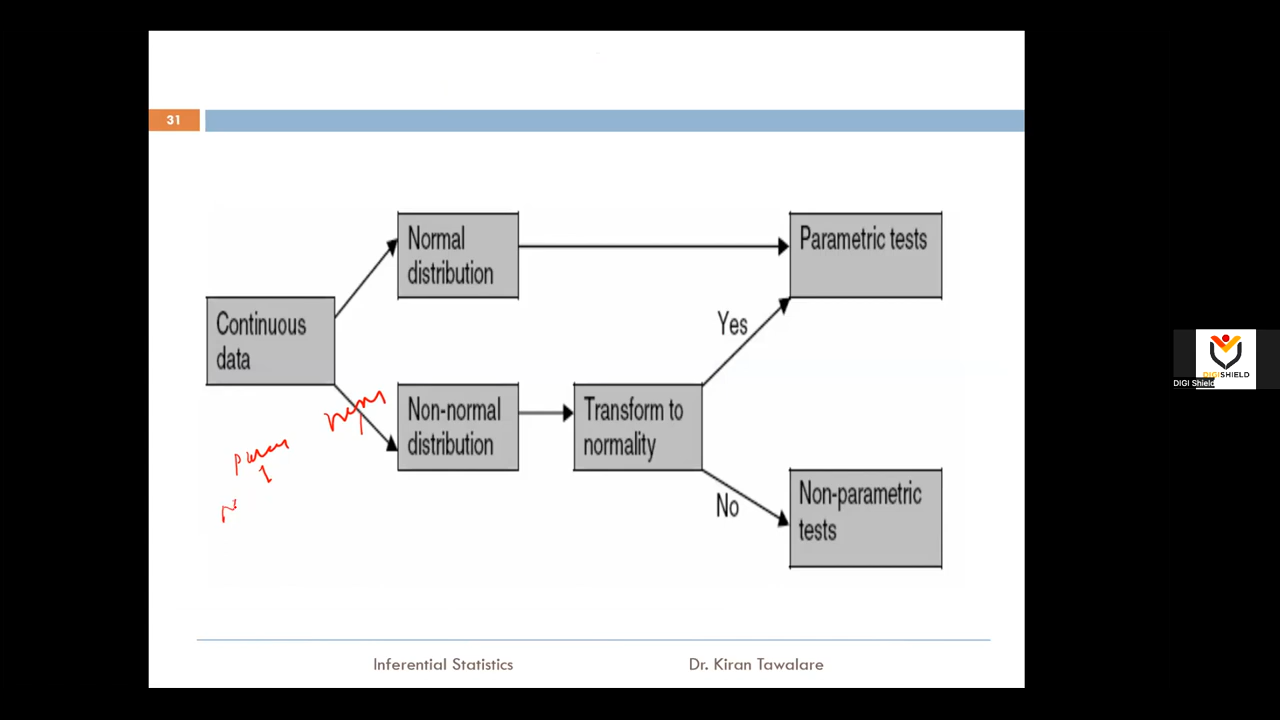 31
Normal
distribution
Parametric tests
Continuous
data
Yes
Non-normal
distribution
Transform to
normality
No
Non-parametric
tests
Inferential Statistics
Dr. Kiran Tawalare
DIGISHIELD
DIGI Shield